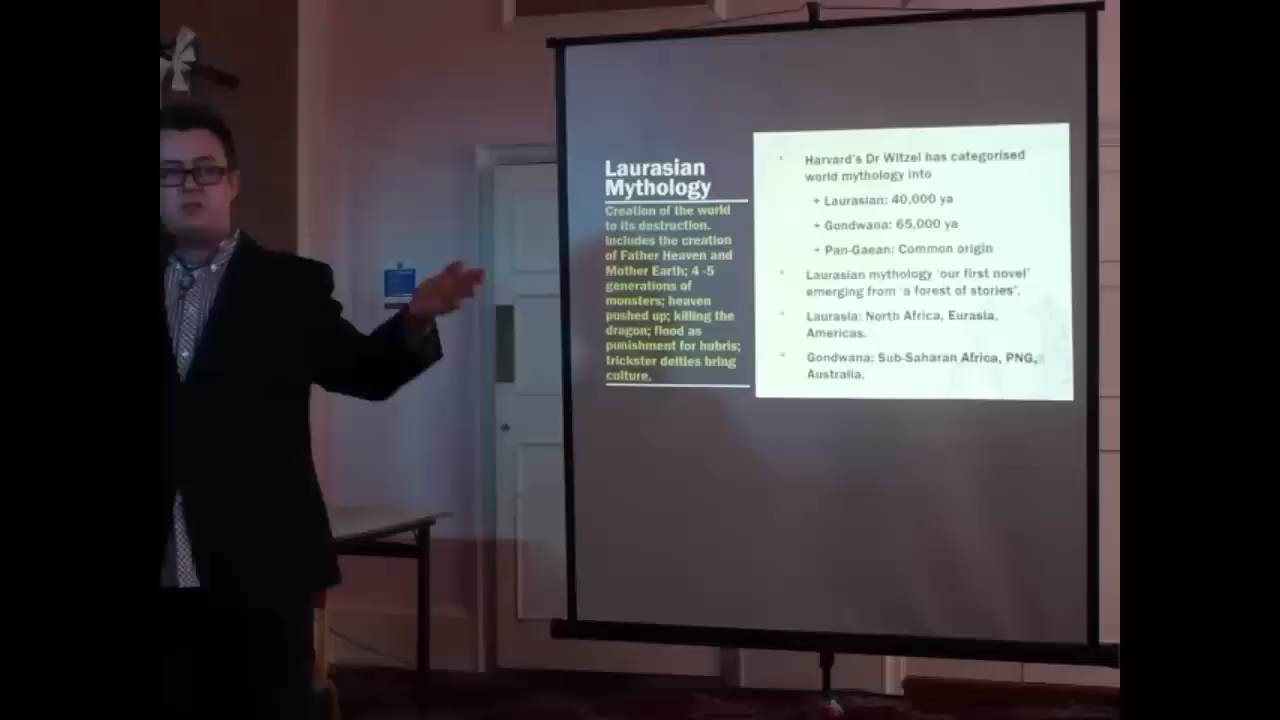 Laurasian
Mythology
Creation of the world
to its destruction.
Includes the creation
of Father Heaven and
Mother Earth; 4 -5
generations of
monsters; heaven
pushed up; killing the
dragon; flood as
punishment for hubris;
trickster deities bring
culture.
• Harvard's Dr Witzel has categorised
world mythology into
+ Laurasian: 40,000 ya
+ Gondwana: 65,000 ya
+ Pan-Gaean: Common origin
• Laurasian mythology 'our first novel'
emerging from 'a forest of stories'.
• Laurasia: North Africa, Eurasia,
Americas.
• Gondwana: Sub-Saharan Africa, PNG,
Australia.